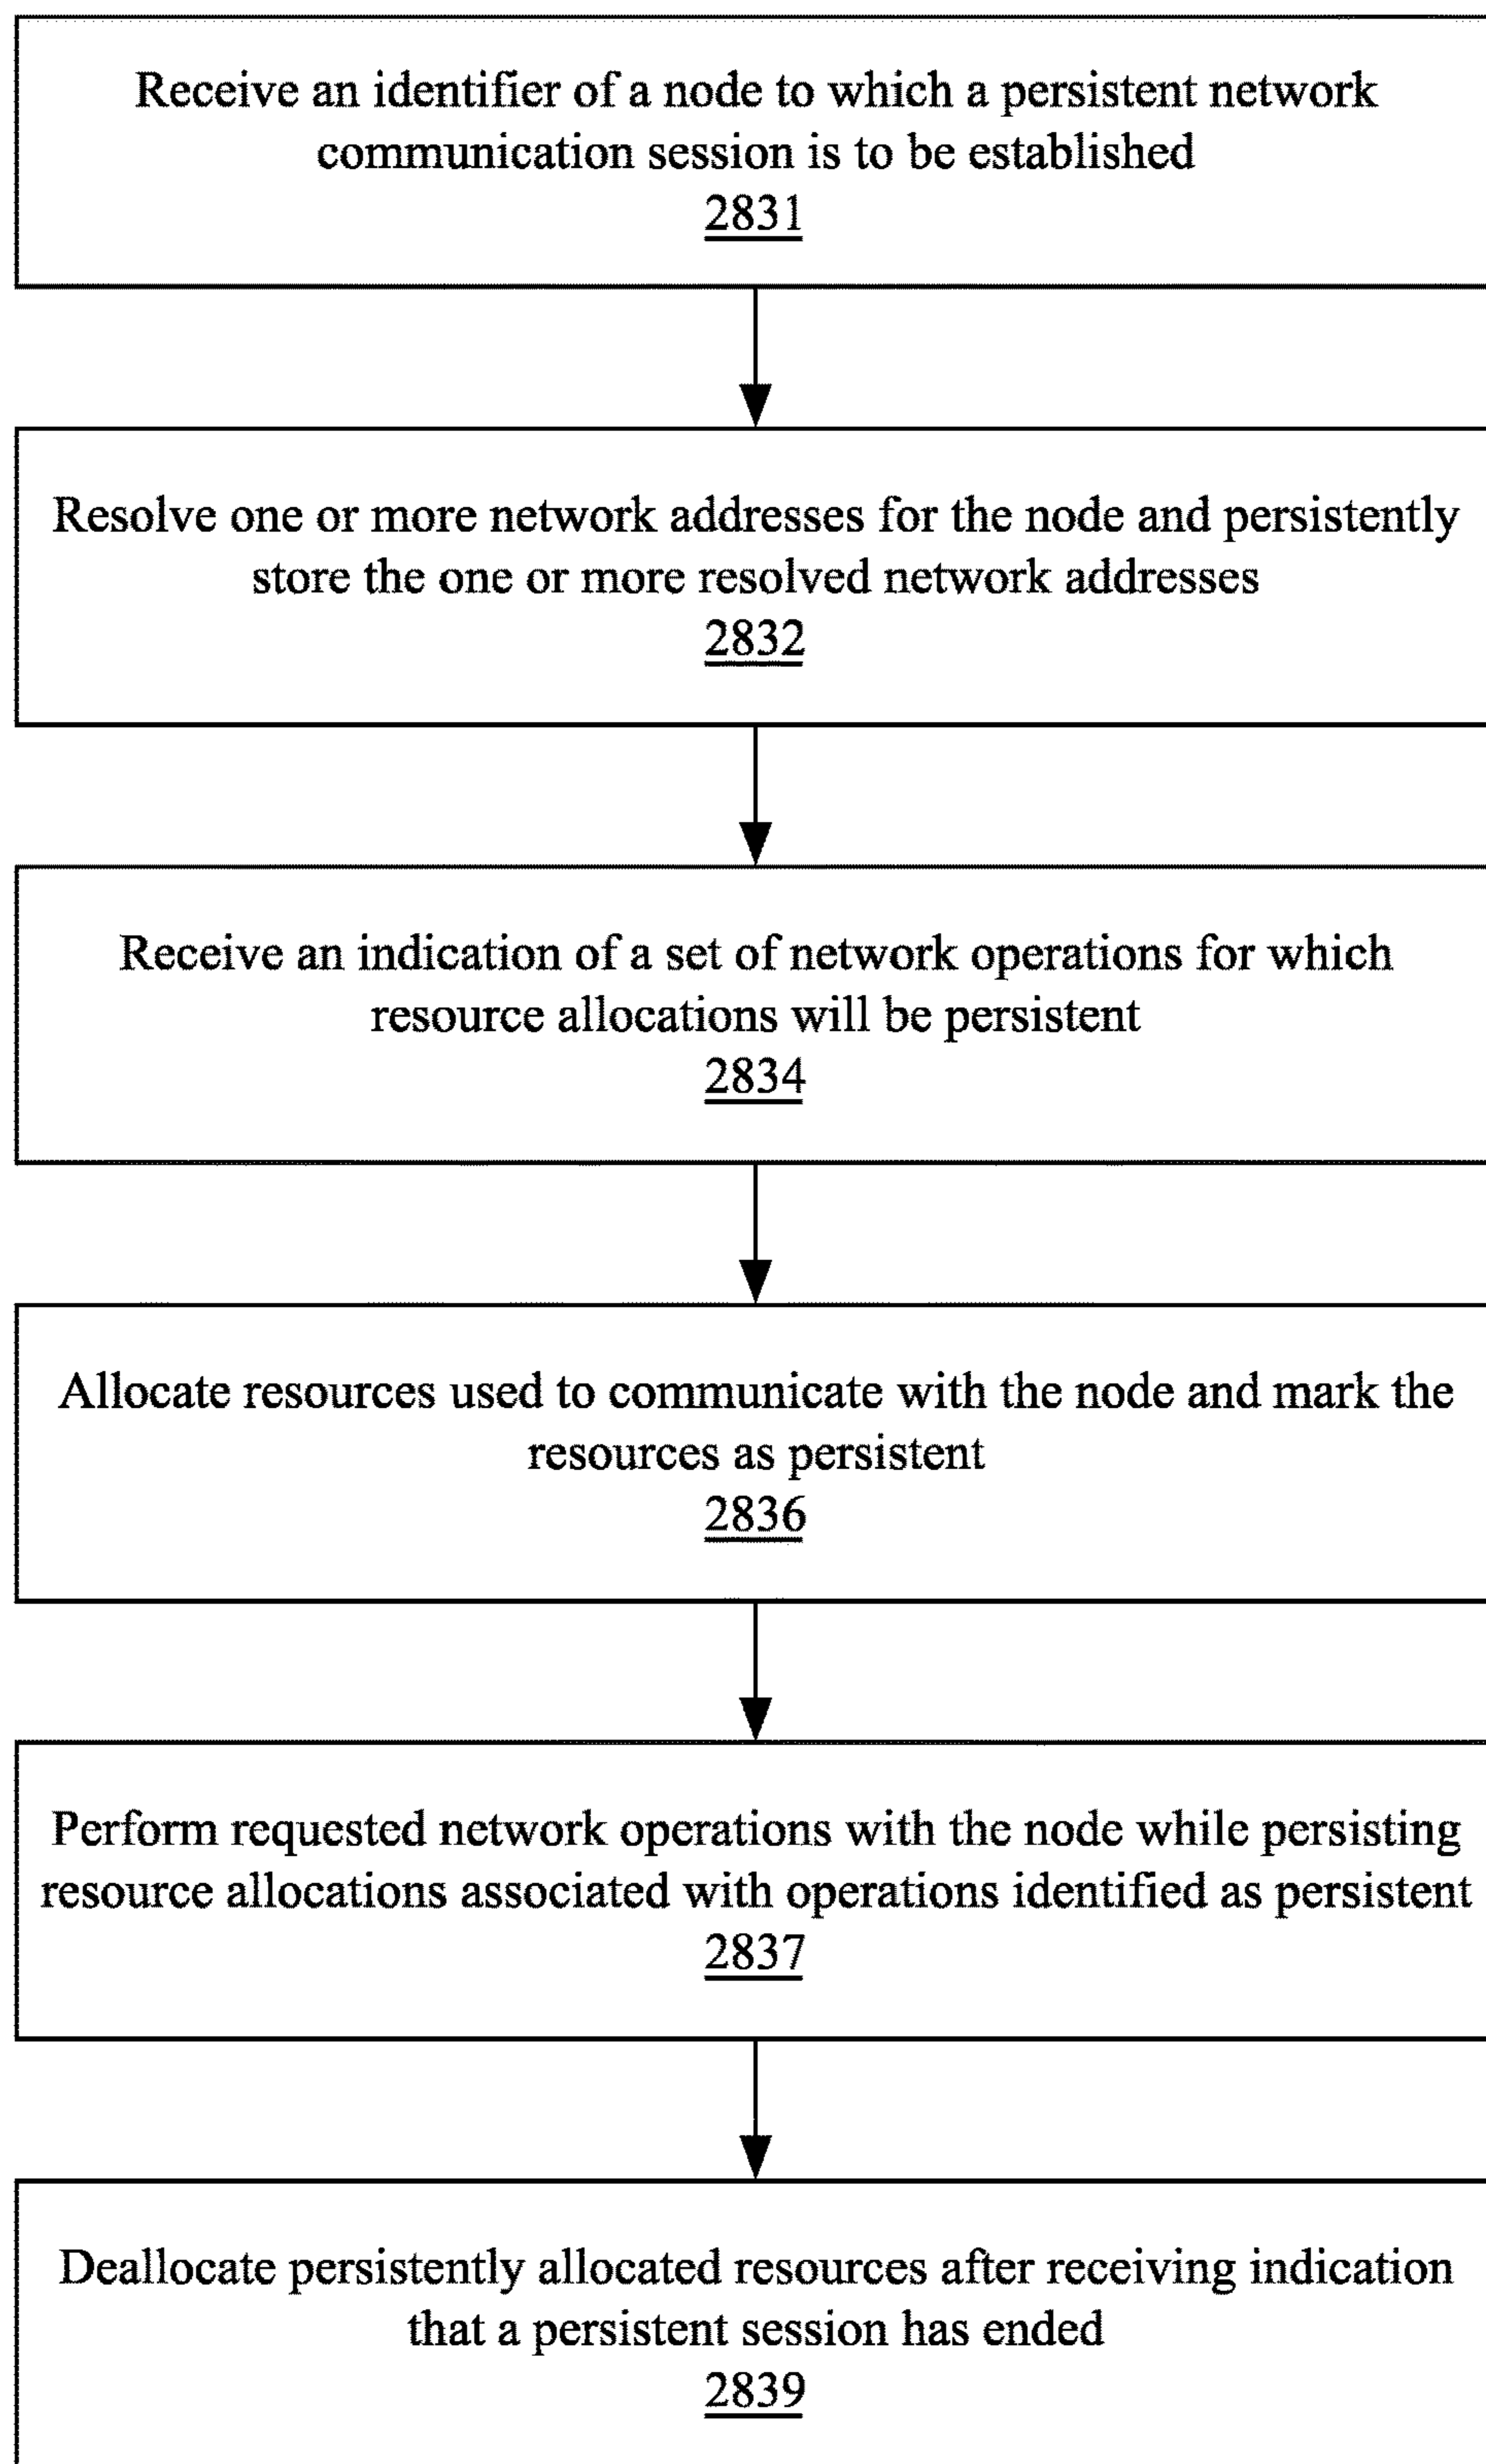 Receive an identifier of a node to which a persistent network
communication session is to be established
2831
Resolve one or more network addresses for the node and persistently
store the one or more resolved network addresses
2832
Receive an indication of a set of network operations for which
resource allocations will be persistent
2834
Allocate resources used to communicate with the node and mark the
resources as persistent
2836
Perform requested network operations with the node while persisting
resource allocations associated with operations identified as persistent
2837
Deallocate persistently allocated resources after receiving indication
that a persistent session has ended
2839